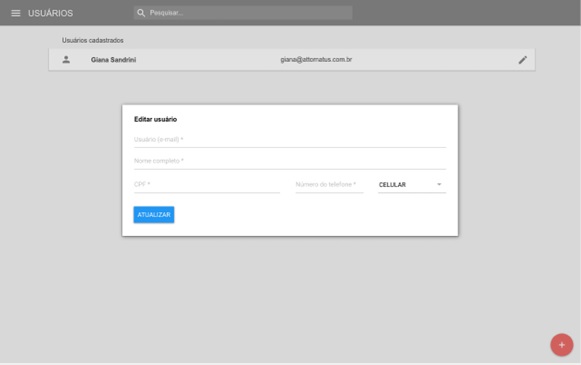 USUÁRIOS
Pesquisar...
Usuários cadastrados
Giana Sandrini
giana@attornatus.com.br
Editar usuário
Usuário (e-mail) *
Nome completo *
CPF *
Número do telefone *
CELULAR
ATUALIZAR
+